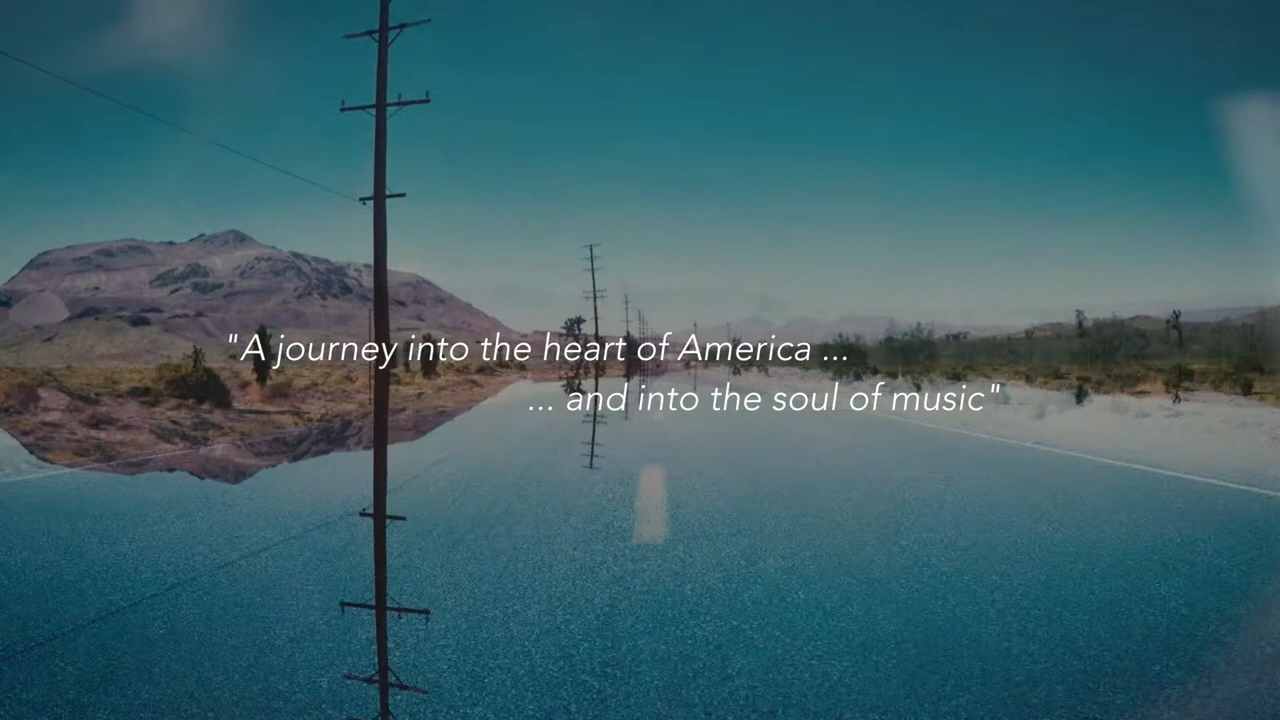 "A journey into the heart of America ...
... and into the soul of music"